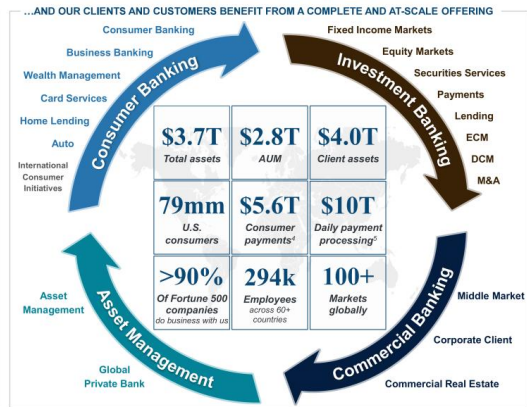 ...AND OUR CLIENTS AND CUSTOMERS BENEFIT FROM A COMPLETE AND AT-SCALE OFFERING
Consumer Banking
Business Banking
Wealth Management
Card Services
Home Lending
Auto
International
Consumer
Initiatives
Consumer Banking
Fixed Income Markets
Equity Markets
Securities Services
Payments
Lending
ECM
DCM
M&A
Investment Banking
$3.7T
Total assets
$2.8T
AUM
$4.0T
Client assets
79mm
U.S.
consumers
$5.6T
Consumer
payments⁴
$10T
Daily payment
processing⁵
>90%
Of Fortune 500
companies
do business with us
294k
Employees
across 60+
countries
100+
Markets
globally
Asset
Management
Global
Private Bank
Asset Management
Middle Market
Corporate Client
Commercial Real Estate
Commercial Banking